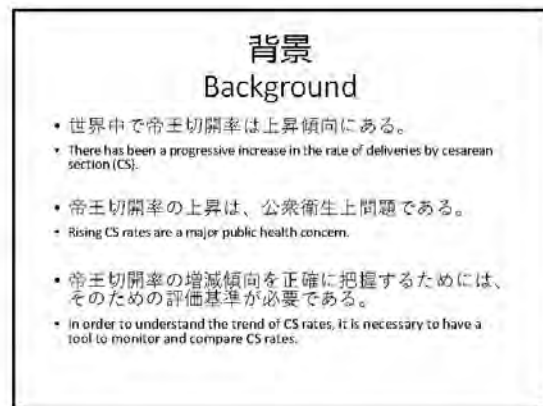 背景
Background
• 世界中で帝王切開率は上昇傾向にある。
• There has been a progressive increase in the rate of deliveries by cesarean
section (CS).
• 帝王切開率の上昇は、公衆衛生上問題である。
• Rising CS rates are a major public health concern.
• 帝王切開率の増減傾向を正確に把握するためには、
そのための評価基準が必要である。
• In order to understand the trend of CS rates, it is necessary to have a
tool to monitor and compare CS rates.